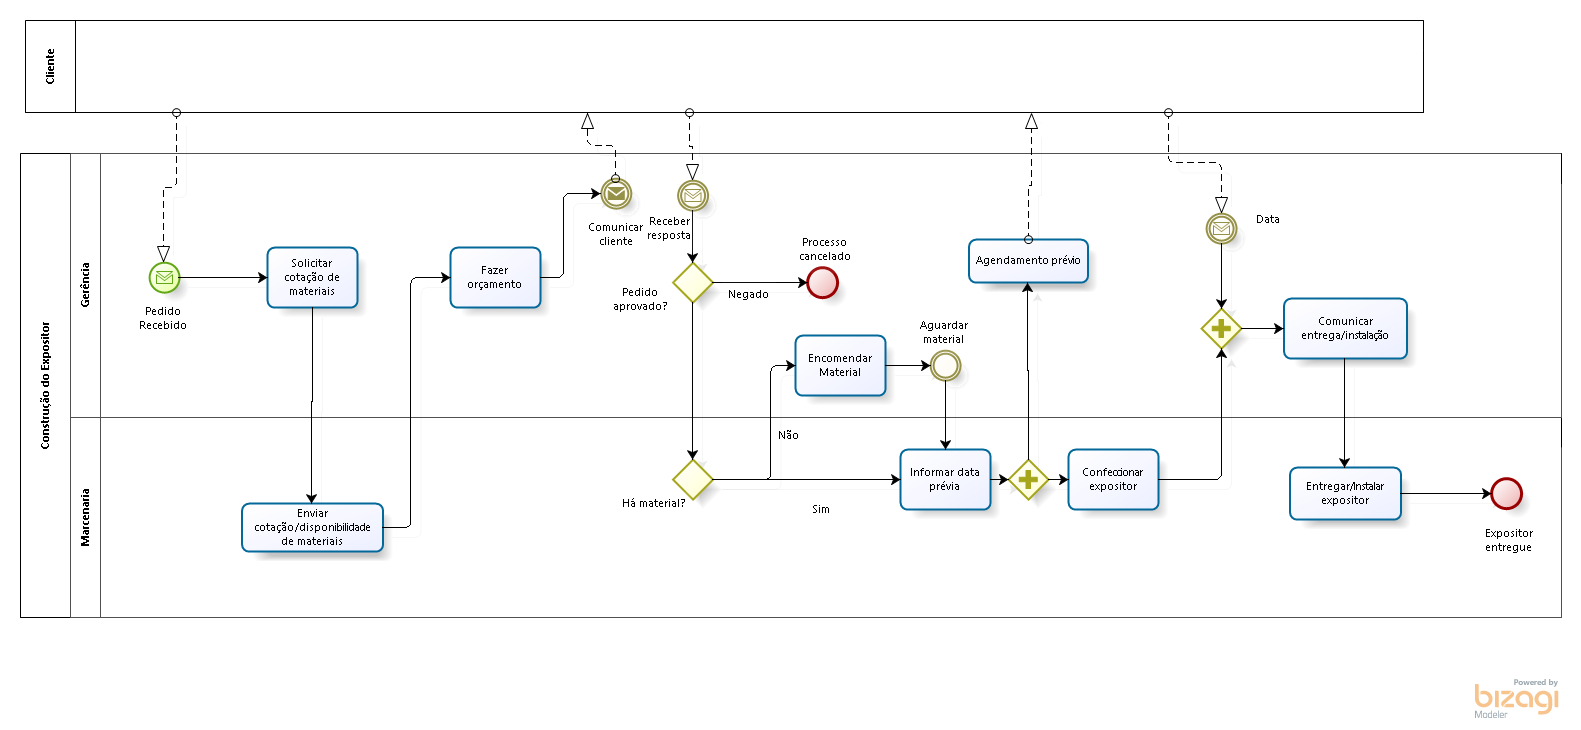 Cliente
Construção do Expositor
Gerência
Marcenaria
Pedido
Recebido
Solicitar
cotação de
materiais
Enviar
cotação/disponibilidade
de materiais
Fazer
orçamento
Comunicar
cliente
Receber
resposta
Pedido
aprovado?
Negado
Processo
cancelado
Há material?
Não
Sim
Encomendar
Material
Aguardar
material
Informar data
prévia
Agendamento prévio
Confeccionar
expositor
Data
Comunicar
entrega/instalação
Entregar/Instalar
expositor
Expositor
entregue
Powered by
bizagi
Modeler